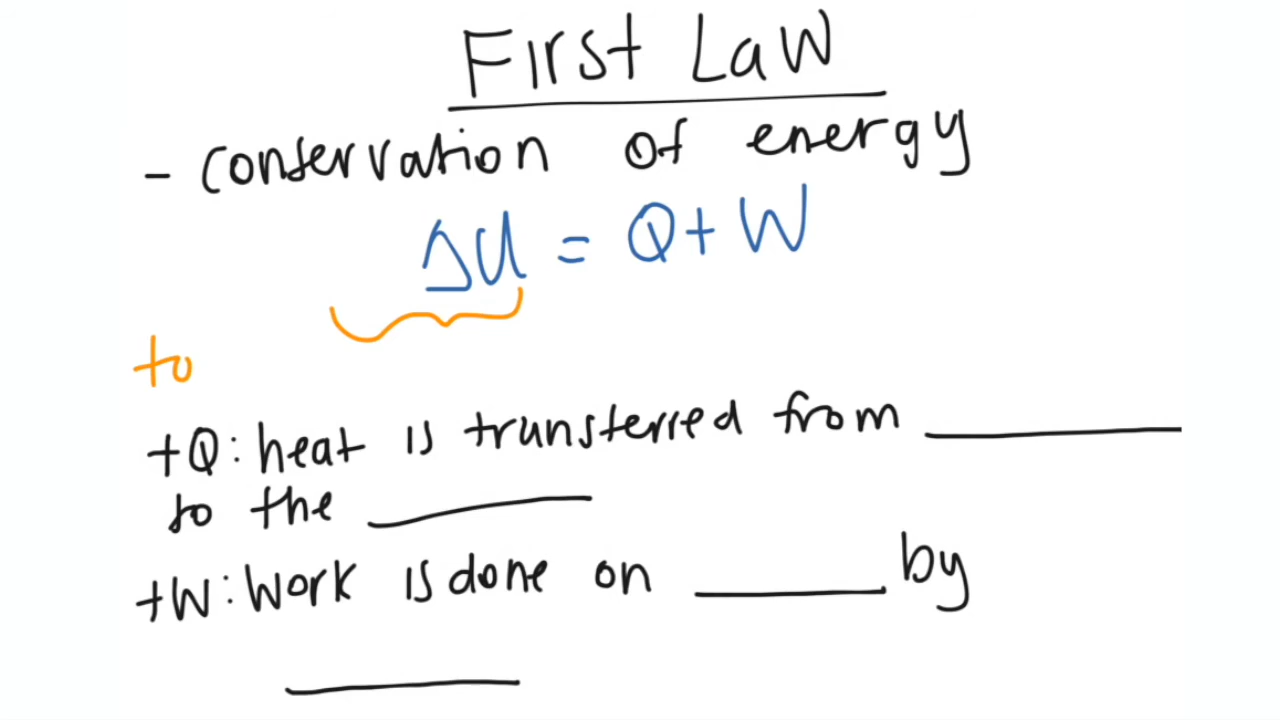 First Law
- conservation of energy
ΔU = Q + W
to
+Q: heat is transferred from ______
to the ______
+W: Work is done on ______ by
______